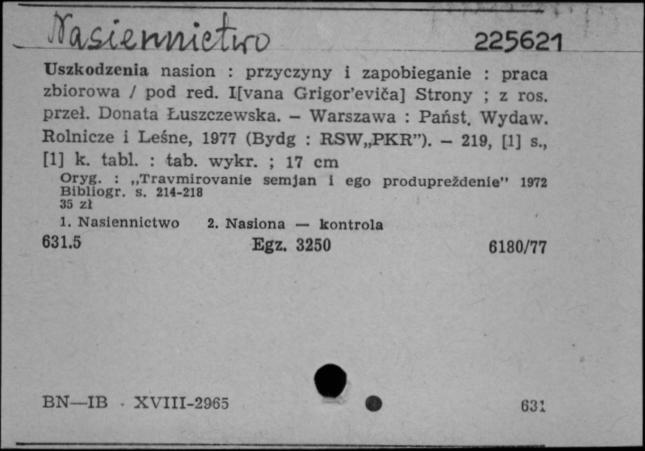 Nasiennictwo
225621
Uszkodzenia nasion : przyczyny i zapobieganie : praca
zbiorowa / pod red. I[vana Grigor'eviča] Strony ; z ros.
przeł. Donata Łuszczewska. — Warszawa : Państ. Wydaw.
Rolnicze i Leśne, 1977 (Bydg : RSW„PKR"). — 219, [1] s.,
[1] k. tabl. : tab. wykr. ; 17 cm
Oryg. : „Travmirovanie semjan i ego produpreždenie" 1972
Bibliogr. s. 214-218
35 zł
1. Nasiennictwo 2. Nasiona — kontrola
631.5 Egz. 3250 6180/77
BN—IB . XVIII-2965 631